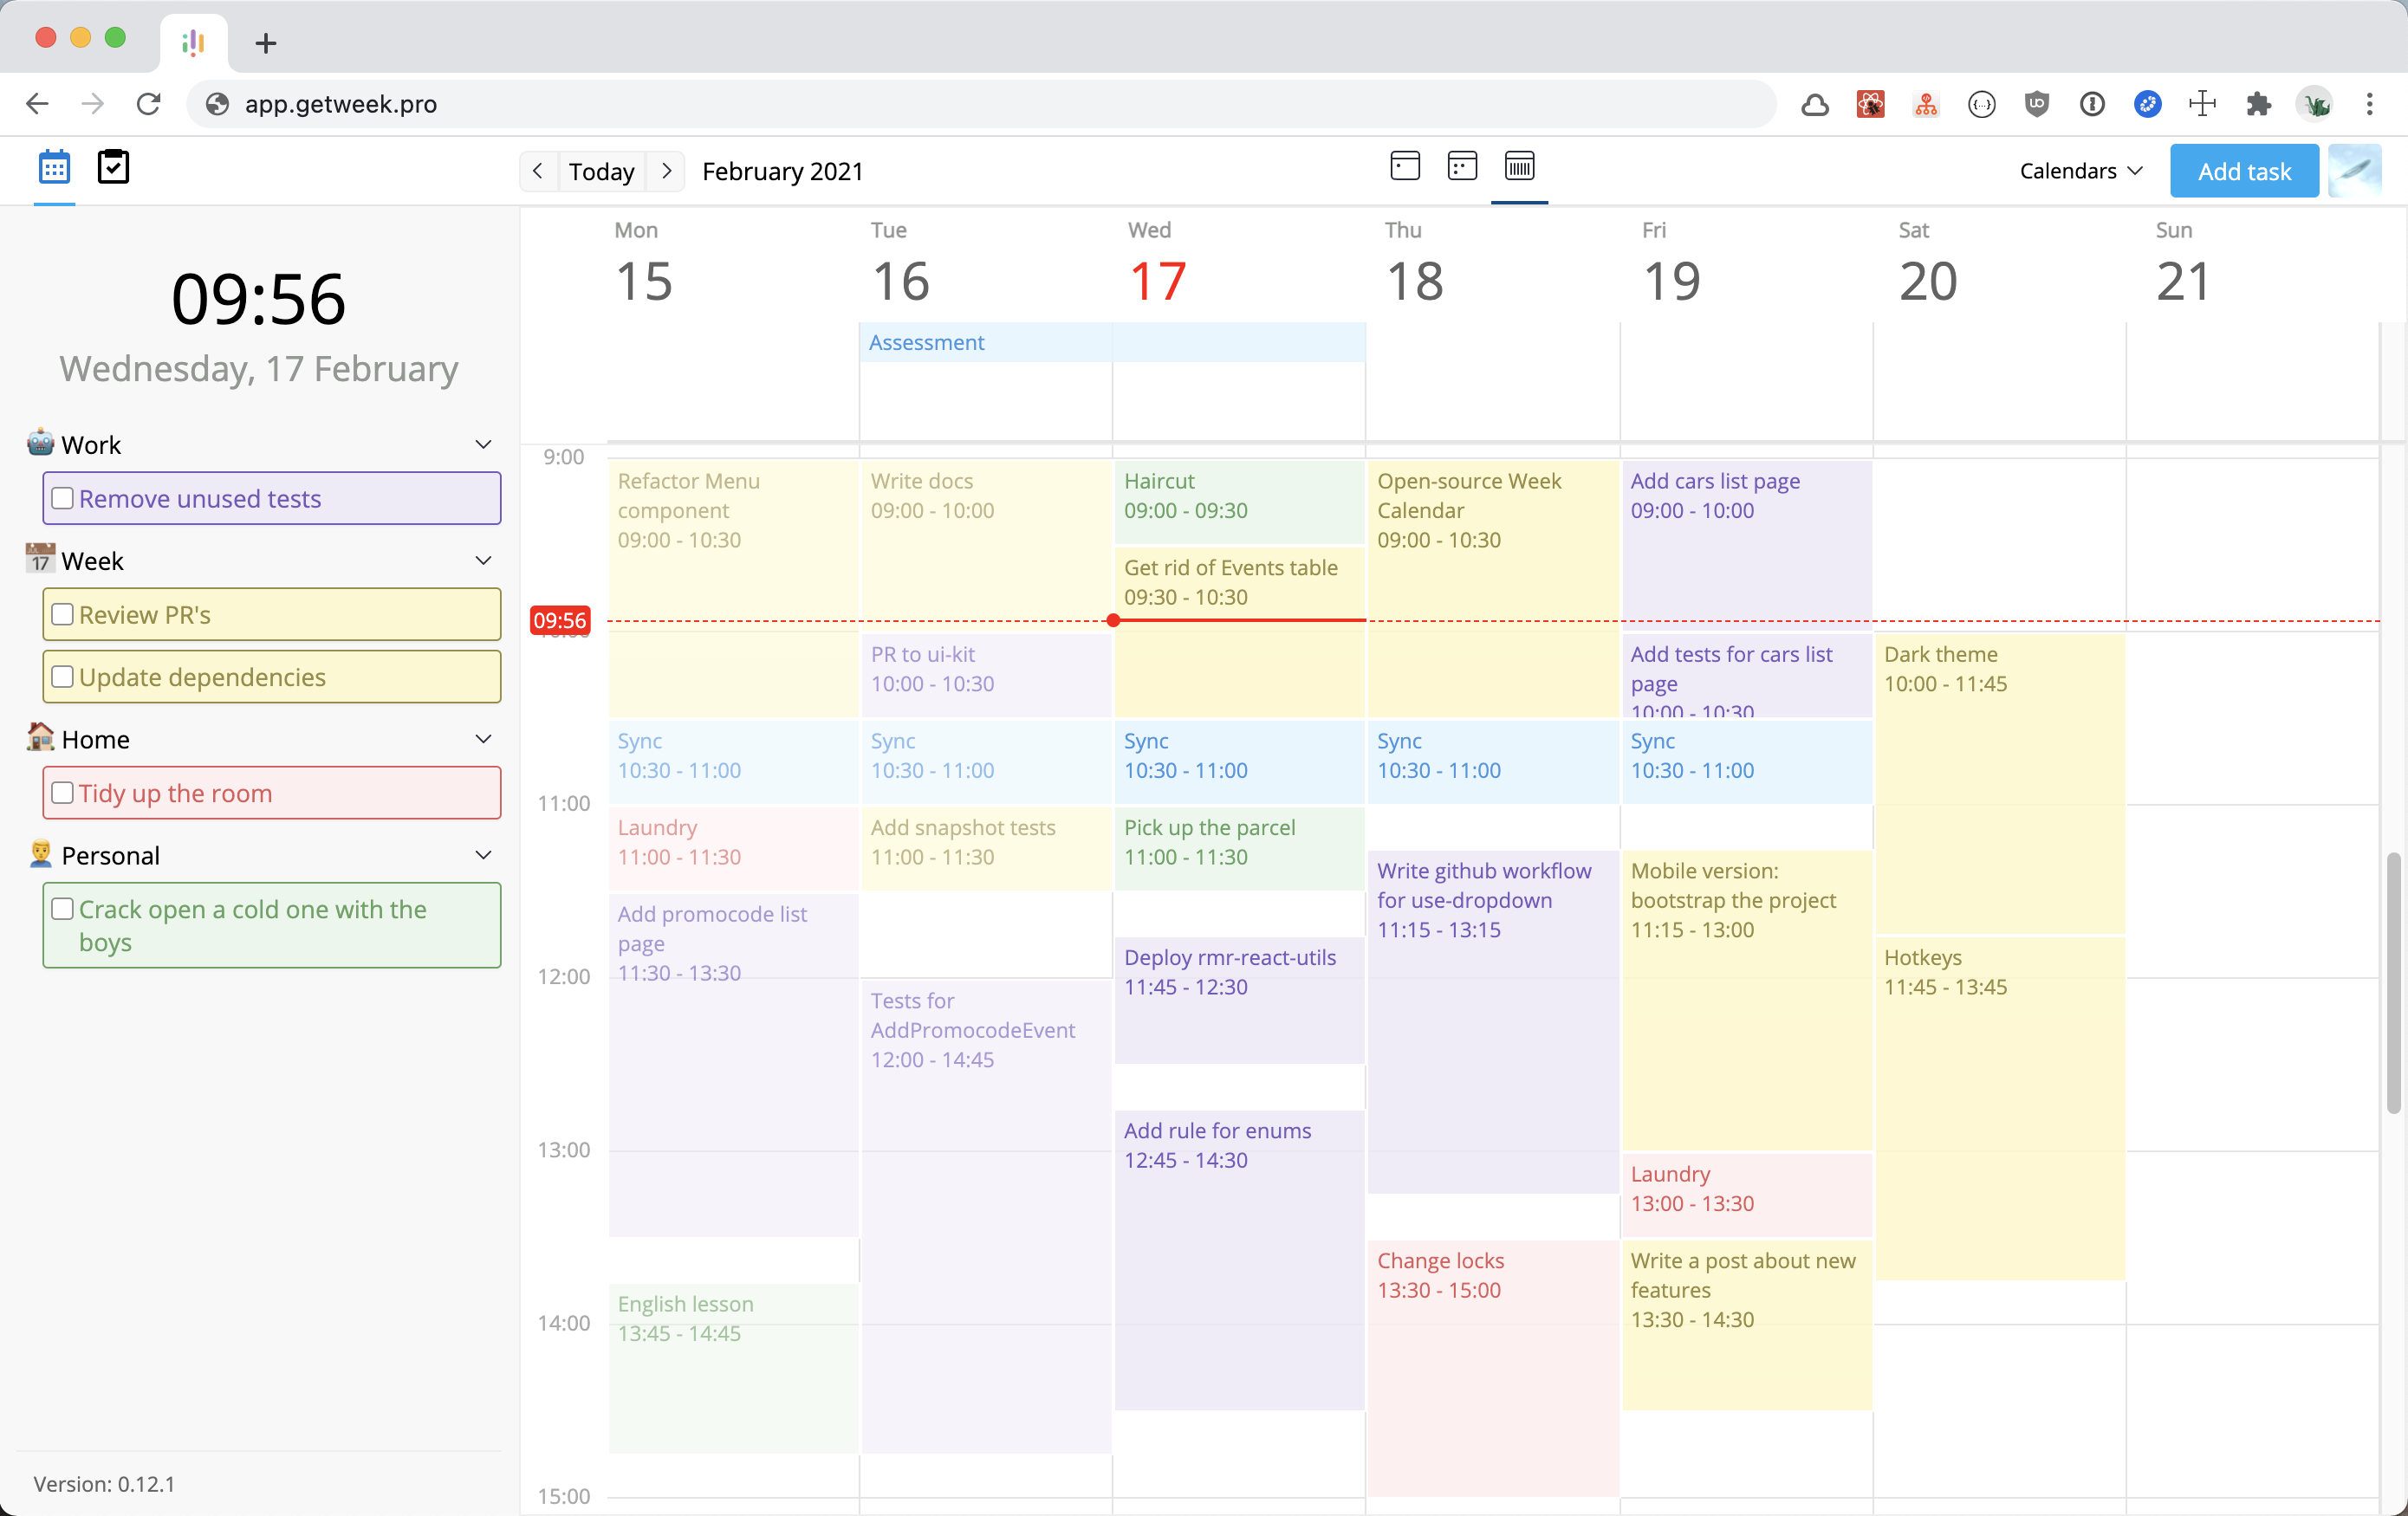 app.getweek.pro
Today
February 2021
Calendars
Add task
09:56
Wednesday, 17 February
Work
Remove unused tests
17 Week
Review PR's
Update dependencies
Home
Tidy up the room
Personal
Crack open a cold one with the
boys
Version: 0.12.1
Mon
15
Tue
16
Wed
17
Thu
18
Fri
19
Sat
20
Sun
21
Assessment
9:00
09:56
11:00
12:00
13:00
14:00
15:00
Refactor Menu
component
09:00 - 10:30
Sync
10:30 - 11:00
Laundry
11:00 - 11:30
Add promocode list
page
11:30 - 13:30
English lesson
13:45 - 14:45
Write docs
09:00 - 10:00
PR to ui-kit
10:00 - 10:30
Sync
10:30 - 11:00
Add snapshot tests
11:00 - 11:30
Tests for
AddPromocodeEvent
12:00 - 14:45
Haircut
09:00 - 09:30
Get rid of Events table
09:30 - 10:30
Sync
10:30 - 11:00
Pick up the parcel
11:00 - 11:30
Deploy rmr-react-utils
11:45 - 12:30
Add rule for enums
12:45 - 14:30
Open-source Week
Calendar
09:00 - 10:30
Sync
10:30 - 11:00
Write github workflow
for use-dropdown
11:15 - 13:15
Change locks
13:30 - 15:00
Add cars list page
09:00 - 10:00
Add tests for cars list
page
10:00 - 10:30
Sync
10:30 - 11:00
Mobile version:
bootstrap the project
11:15 - 13:00
Laundry
13:00 - 13:30
Write a post about new
features
13:30 - 14:30
Dark theme
10:00 - 11:45
Hotkeys
11:45 - 13:45